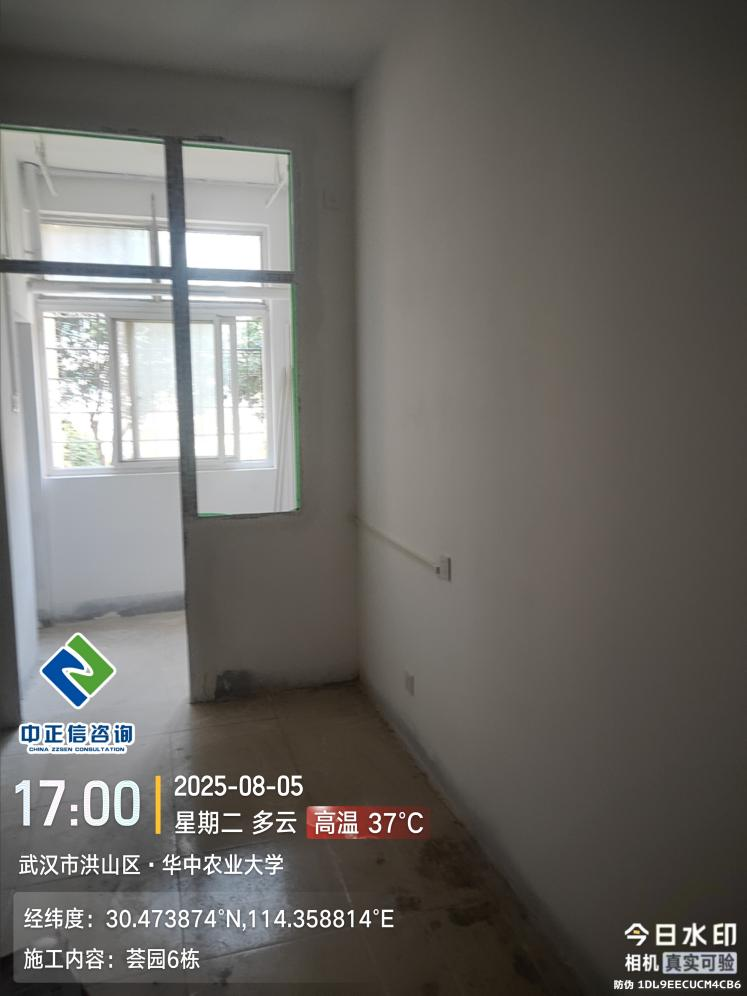 中正信咨询
CHINA ZZSEN CONSULTATION
17:00
2025-08-05
星期二 多云 高温 37℃
武汉市洪山区·华中农业大学
经纬度：30.473874°N,114.358814°E
施工内容：荟园6栋
今日水印
相机 真实可验
防伪 1DL9EECUCM4CB6